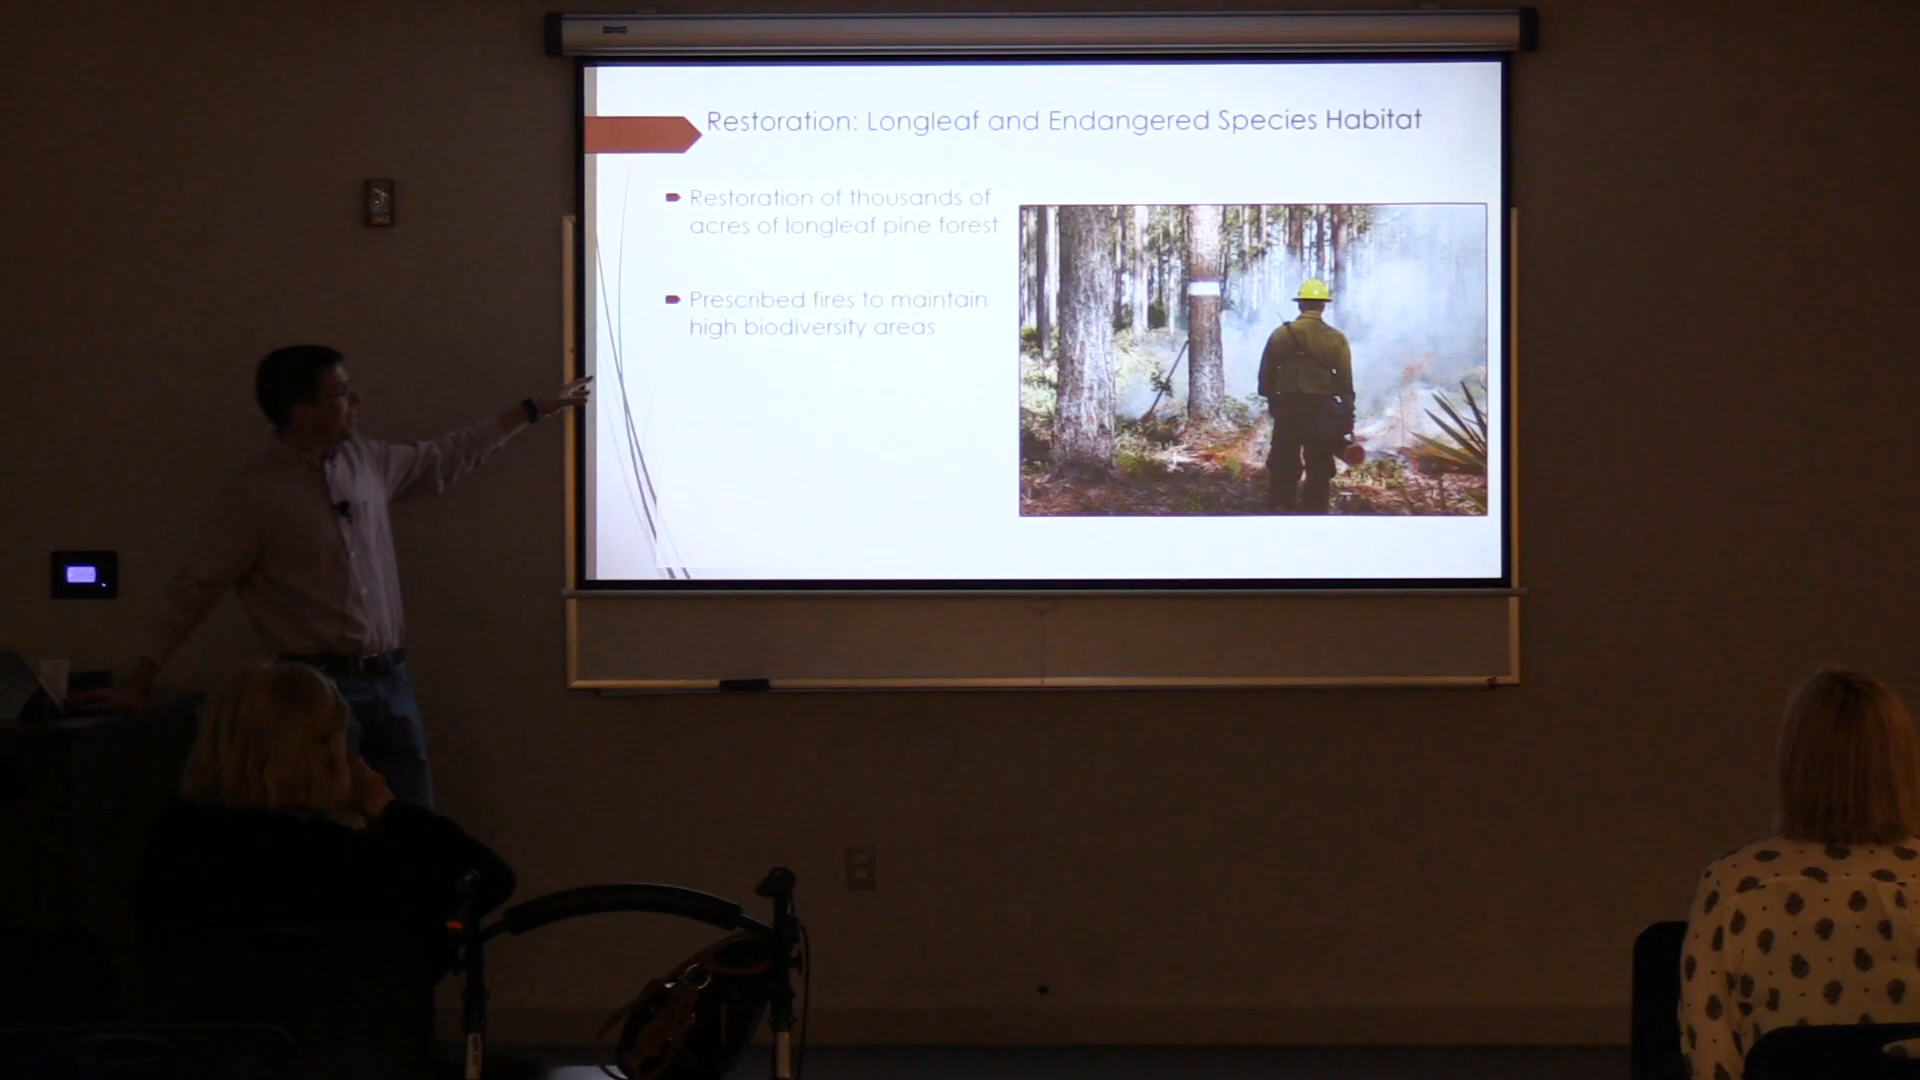 Restoration: Longleaf and Endangered Species Habitat
Restoration of thousands of
acres of longleaf pine forest
Prescribed fires to maintain
high biodiversity areas